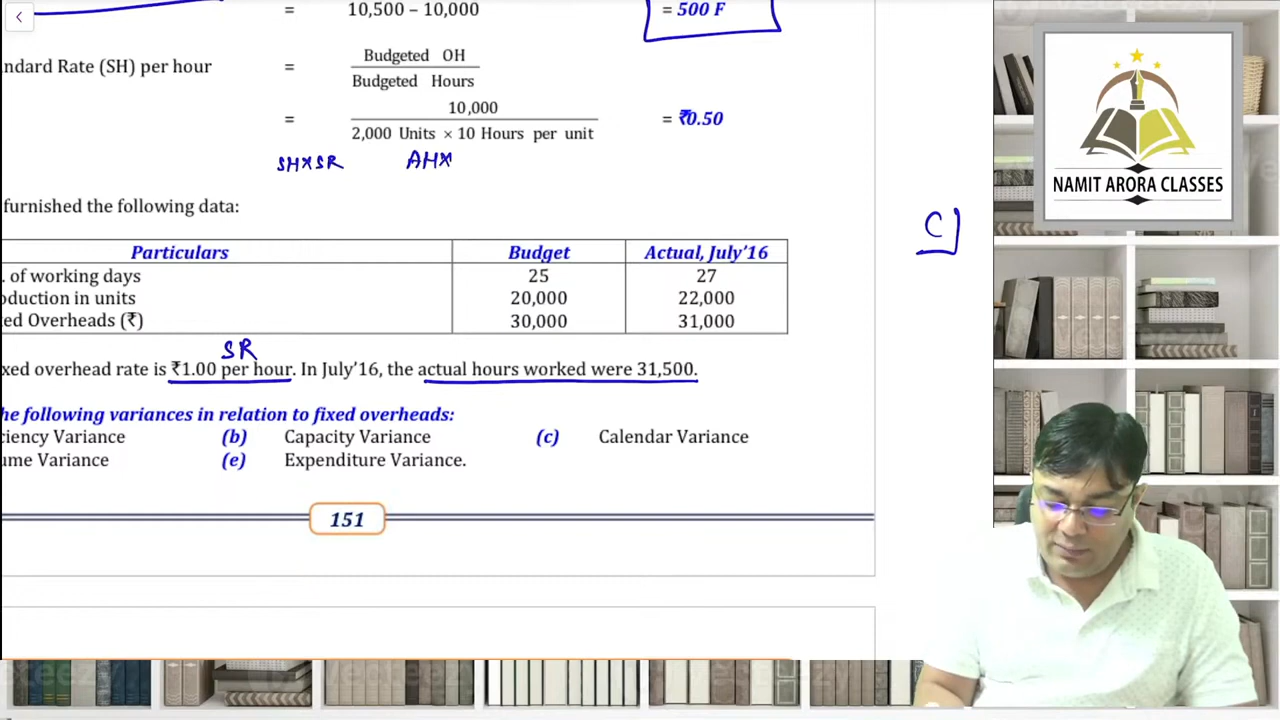 = 10,500 – 10,000 = 500 F
ndard Rate (SH) per hour = Budgeted OH
Budgeted Hours
= 10,000 = ₹0.50
2,000 Units × 10 Hours per unit
SH×SR AH×
furnished the following data:
Particulars Budget Actual, July’16
. of working days 25 27
oduction in units 20,000 22,000
ed Overheads (₹) 30,000 31,000
SR
xed overhead rate is ₹1.00 per hour. In July’16, the actual hours worked were 31,500.
he following variances in relation to fixed overheads:
ciency Variance (b) Capacity Variance (c) Calendar Variance
ume Variance (e) Expenditure Variance.
151
C
NAMIT ARORA CLASSES